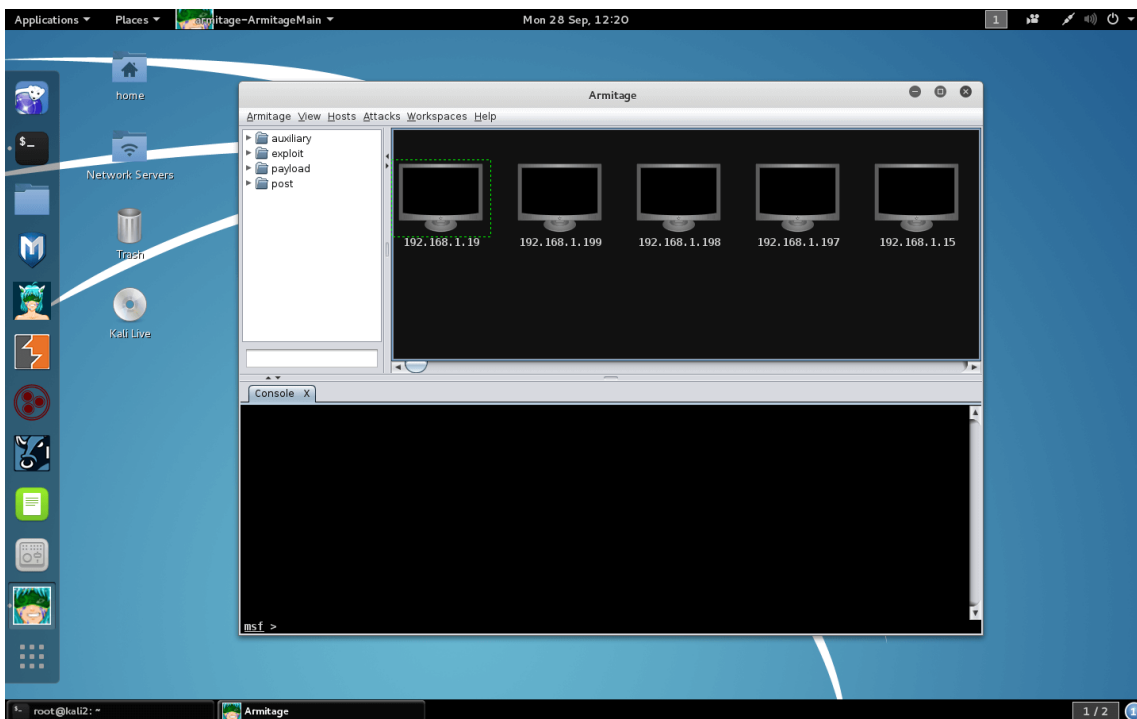 Applications Places armitage-ArmitageMain Mon 28 Sep, 12:20 1
home
Network Servers
Trash
Kali Live
$_
Armitage
Armitage View Hosts Attacks Workspaces Help
auxiliary
exploit
payload
post
192.168.1.19 192.168.1.199 192.168.1.198 192.168.1.197 192.168.1.15
Console X
msf >
root@kali2: ~ Armitage 1 / 2